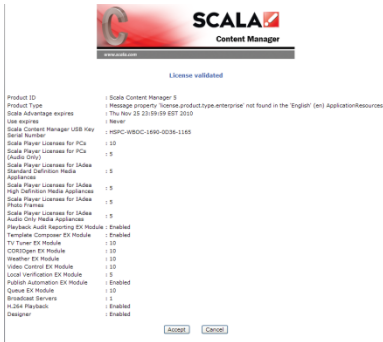 SCALA
Content Manager
www.scala.com
License validated
Product ID : Scala Content Manager 5
Product Type : Message property 'license.product.type.enterprise' not found in the 'English' (en) ApplicationResources
Scala Advantage expires : Thu Nov 25 23:59:59 EST 2010
Use expires : Never
Scala Content Manager USB Key
Serial Number : HSPC-WBDC-1690-0D36-1165
Scala Player Licenses for PCs : 10
Scala Player Licenses for PCs
(Audio Only) : 5
Scala Player Licenses for IAdea
Standard Definition Media
Appliances : 5
Scala Player Licenses for IAdea
High Definition Media Appliances : 5
Scala Player Licenses for IAdea
Photo Frames : 5
Scala Player Licenses for IAdea
Audio Only Media Appliances : 5
Playback Audit Reporting EX Module : Enabled
Template Composer EX Module : Enabled
TV Tuner EX Module : 10
CORIOgen EX Module : 10
Weather EX Module : 10
Video Control EX Module : 10
Local Verification EX Module : 5
Publish Automation EX Module : Enabled
Queue EX Module : 10
Broadcast Servers : 1
H.264 Playback : Enabled
Designer : Enabled
Accept Cancel